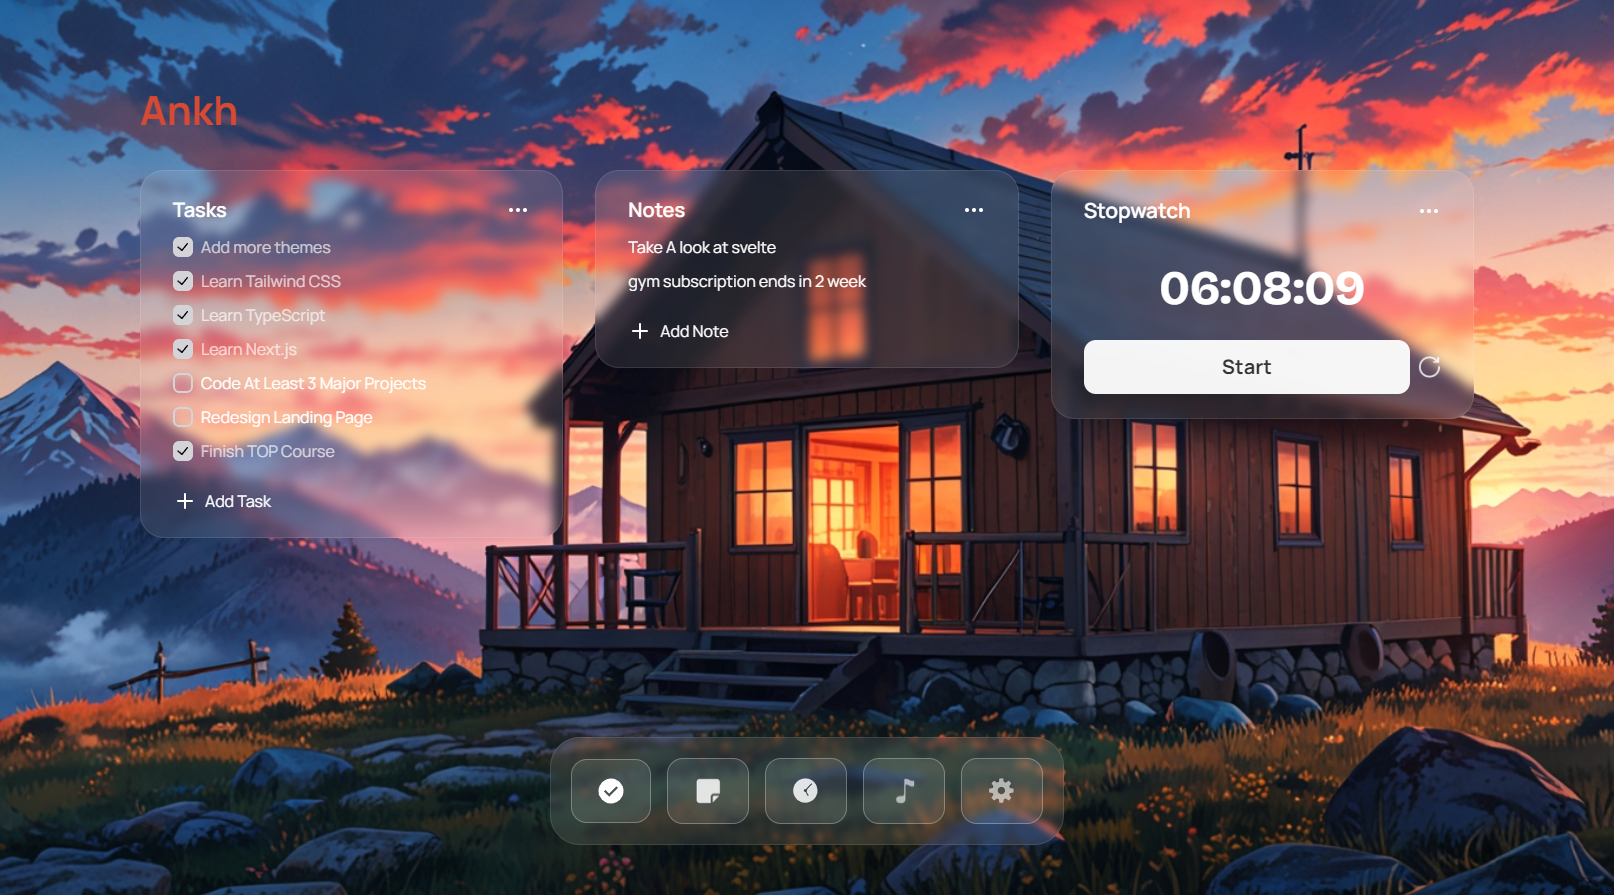 Ankh
Tasks
Add more themes
Learn Tailwind CSS
Learn TypeScript
Learn Next.js
Code At Least 3 Major Projects
Redesign Landing Page
Finish TOP Course
Add Task
Notes
Take A look at svelte
gym subscription ends in 2 week
Add Note
Stopwatch
06:08:09
Start